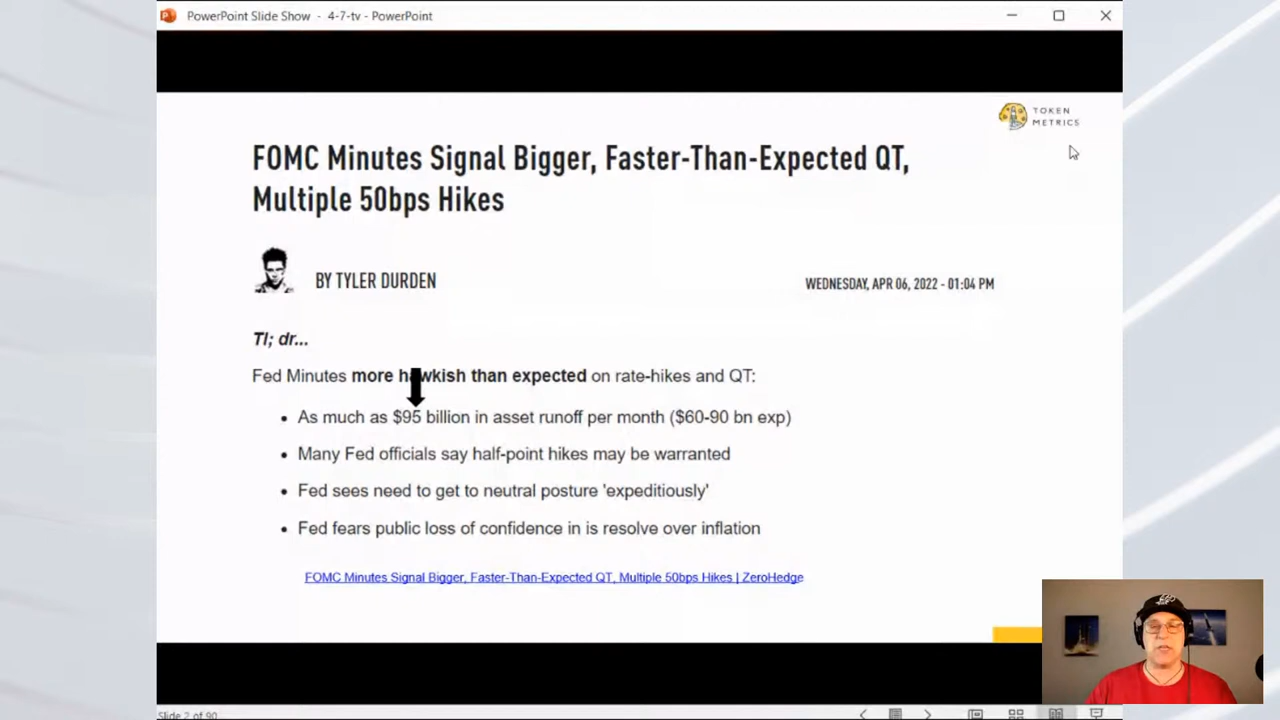 PowerPoint Slide Show - 4-7-tv - PowerPoint
TOKEN
METRICS
FOMC Minutes Signal Bigger, Faster-Than-Expected QT,
Multiple 50bps Hikes
BY TYLER DURDEN
WEDNESDAY, APR 06, 2022 - 01:04 PM
Tl; dr...
Fed Minutes more hawkish than expected on rate-hikes and QT:
• As much as $95 billion in asset runoff per month ($60-90 bn exp)
• Many Fed officials say half-point hikes may be warranted
• Fed sees need to get to neutral posture 'expeditiously'
• Fed fears public loss of confidence in is resolve over inflation
FOMC Minutes Signal Bigger, Faster-Than-Expected QT, Multiple 50bps Hikes | ZeroHedge
Slide 2 of 90